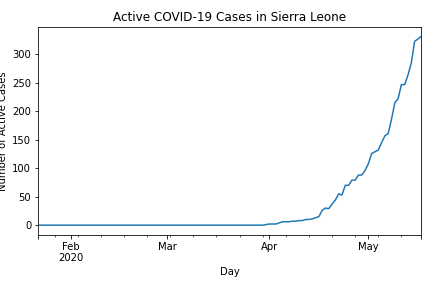 Active COVID-19 Cases in Sierra Leone
Number of Active Cases
300
250
200
150
100
50
0
Feb
2020
Mar
Apr
May
Day